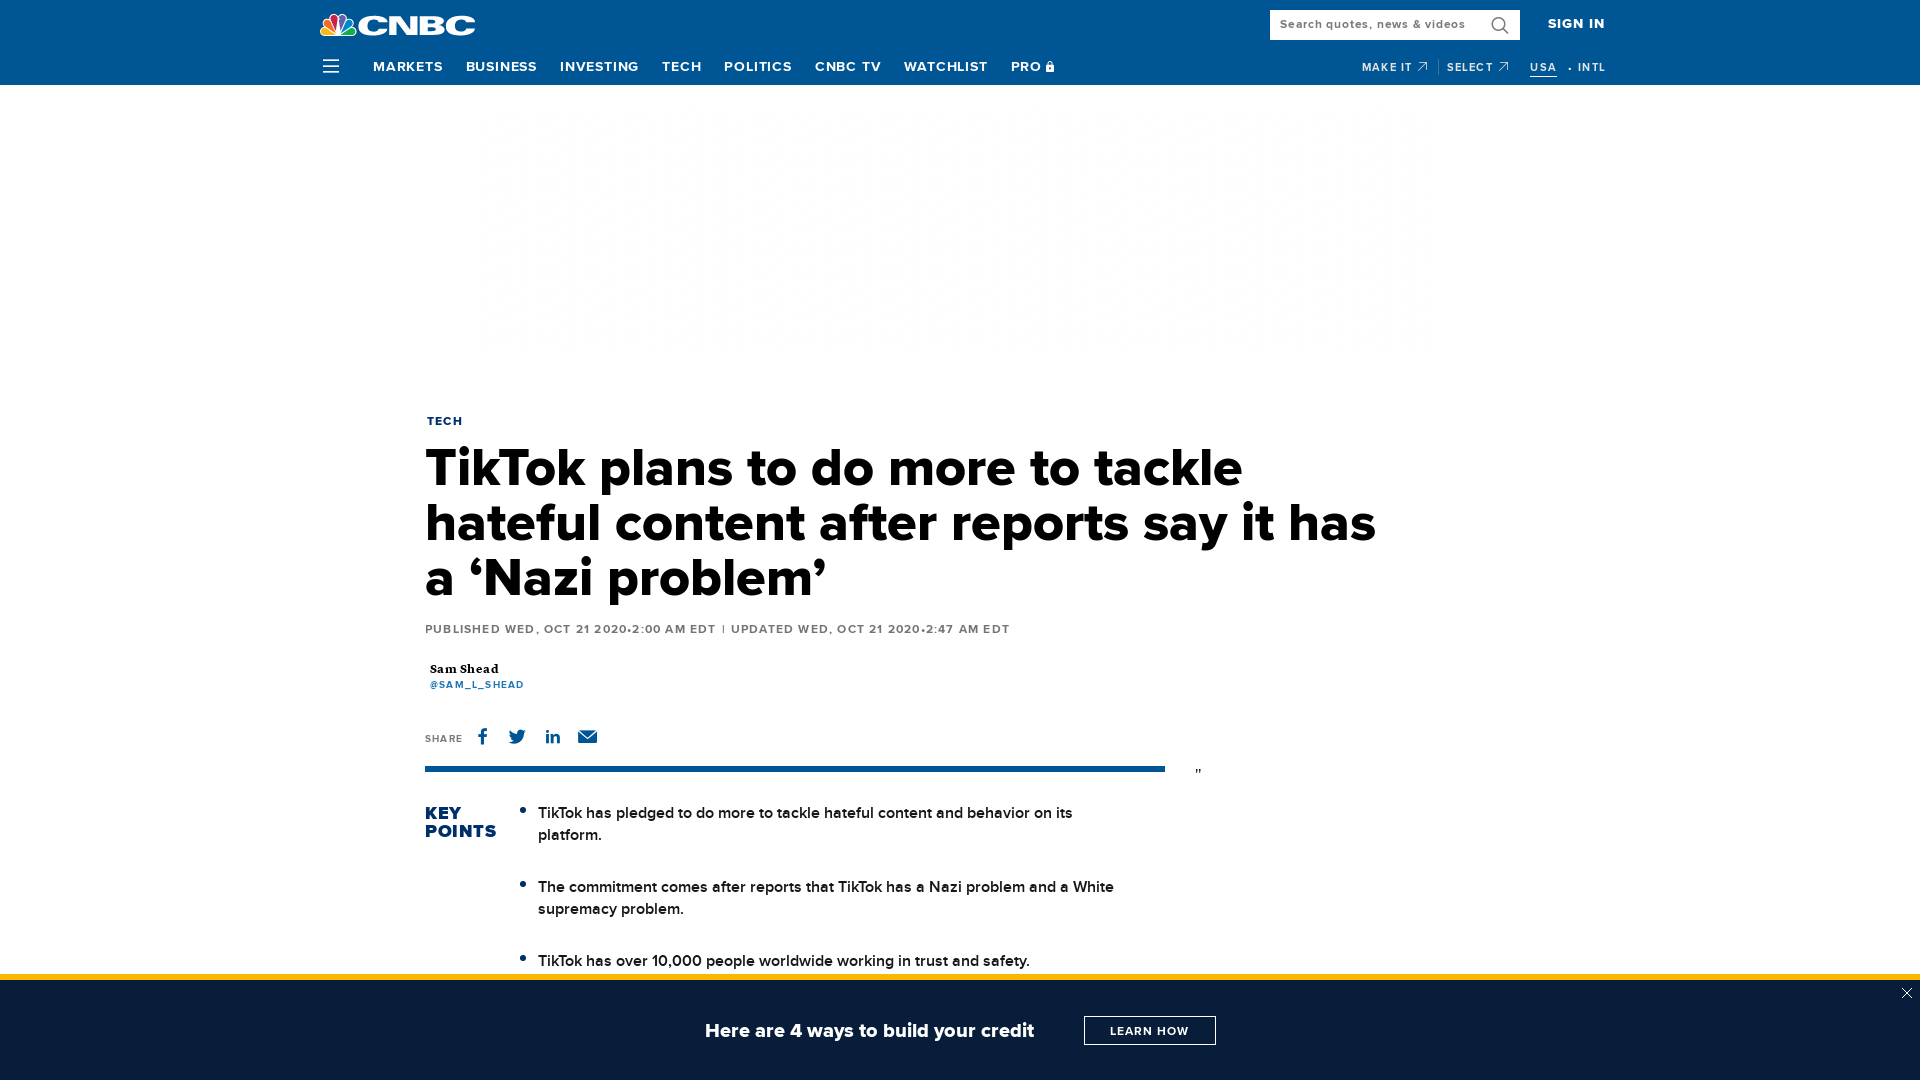 CNBC
Search quotes, news & videos
SIGN IN
MARKETS BUSINESS INVESTING TECH POLITICS CNBC TV WATCHLIST PRO
MAKE IT SELECT USA • INTL
TECH
TikTok plans to do more to tackle
hateful content after reports say it has
a ‘Nazi problem’
PUBLISHED WED, OCT 21 2020•2:00 AM EDT | UPDATED WED, OCT 21 2020•2:47 AM EDT
Sam Shead
@SAM_L_SHEAD
SHARE
"
KEY
POINTS
• TikTok has pledged to do more to tackle hateful content and behavior on its
platform.
• The commitment comes after reports that TikTok has a Nazi problem and a White
supremacy problem.
• TikTok has over 10,000 people worldwide working in trust and safety.
Here are 4 ways to build your credit
LEARN HOW